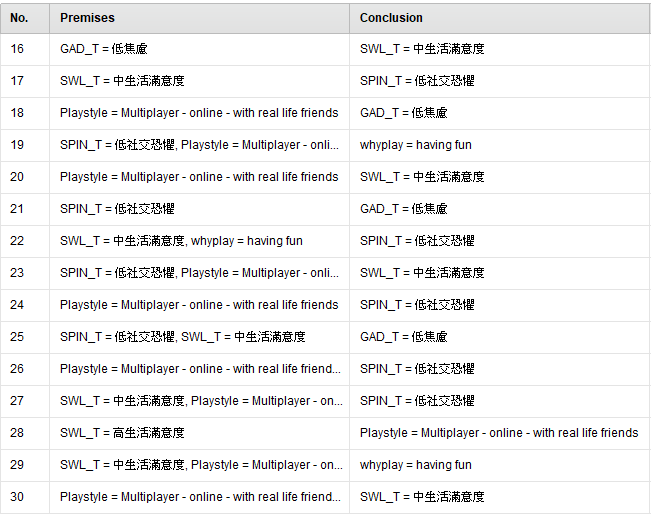 No. Premises Conclusion
16 GAD_T = 低焦慮 SWL_T = 中生活滿意度
17 SWL_T = 中生活滿意度 SPIN_T = 低社交恐懼
18 Playstyle = Multiplayer - online - with real life friends GAD_T = 低焦慮
19 SPIN_T = 低社交恐懼, Playstyle = Multiplayer - onli... whyplay = having fun
20 Playstyle = Multiplayer - online - with real life friends SWL_T = 中生活滿意度
21 SPIN_T = 低社交恐懼 GAD_T = 低焦慮
22 SWL_T = 中生活滿意度, whyplay = having fun SPIN_T = 低社交恐懼
23 SPIN_T = 低社交恐懼, Playstyle = Multiplayer - onli... SWL_T = 中生活滿意度
24 Playstyle = Multiplayer - online - with real life friends SPIN_T = 低社交恐懼
25 SPIN_T = 低社交恐懼, SWL_T = 中生活滿意度 GAD_T = 低焦慮
26 Playstyle = Multiplayer - online - with real life friend... SPIN_T = 低社交恐懼
27 SWL_T = 中生活滿意度, Playstyle = Multiplayer - on... SPIN_T = 低社交恐懼
28 SWL_T = 高生活滿意度 Playstyle = Multiplayer - online - with real life friends
29 SWL_T = 中生活滿意度, Playstyle = Multiplayer - on... whyplay = having fun
30 Playstyle = Multiplayer - online - with real life friend... SWL_T = 中生活滿意度